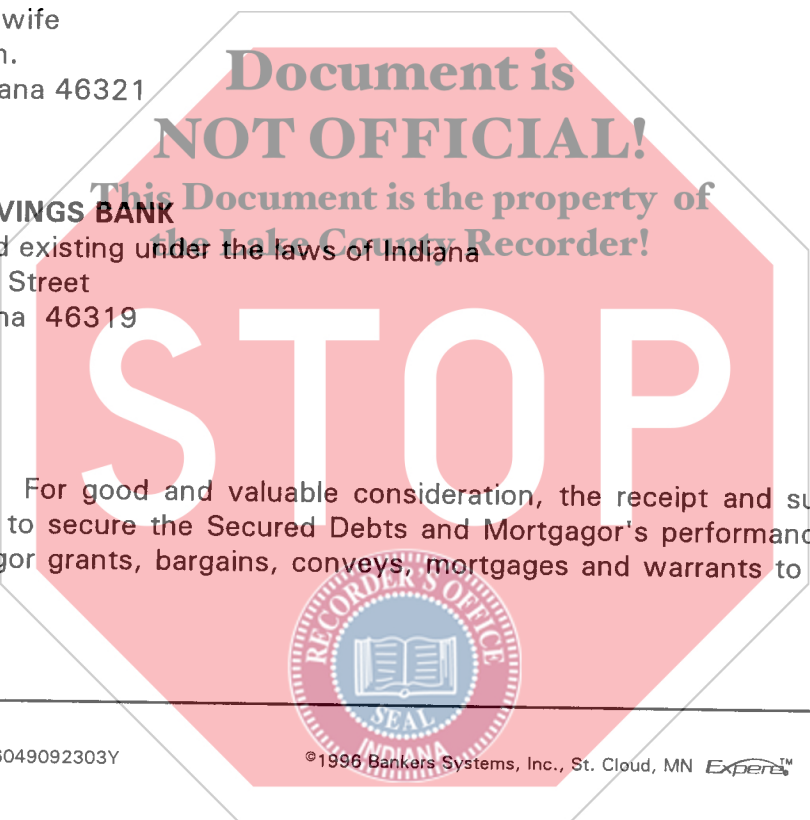 wife
n.
ana 46321
Document is
NOT OFFICIAL!
This Document is the property of
the Lake County Recorder!
VINGS BANK
d existing under the laws of Indiana
Street
na 46319
STOP
For good and valuable consideration, the receipt and su
to secure the Secured Debts and Mortgagor's performanc
gor grants, bargains, conveys, mortgages and warrants to
RECORDER'S OFFICE
SEAL
INDIANA
6049092303Y
©1996 Bankers Systems, Inc., St. Cloud, MN Expere™